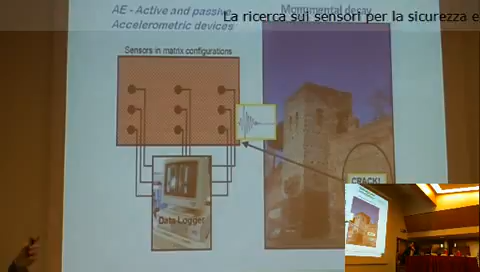 La ricerca sui sensori per la sicurezza e
AE - Active and passive
Accelerometric devices
Monumental decay
Sensors in matrix configurations
CRACK!
Data Logger